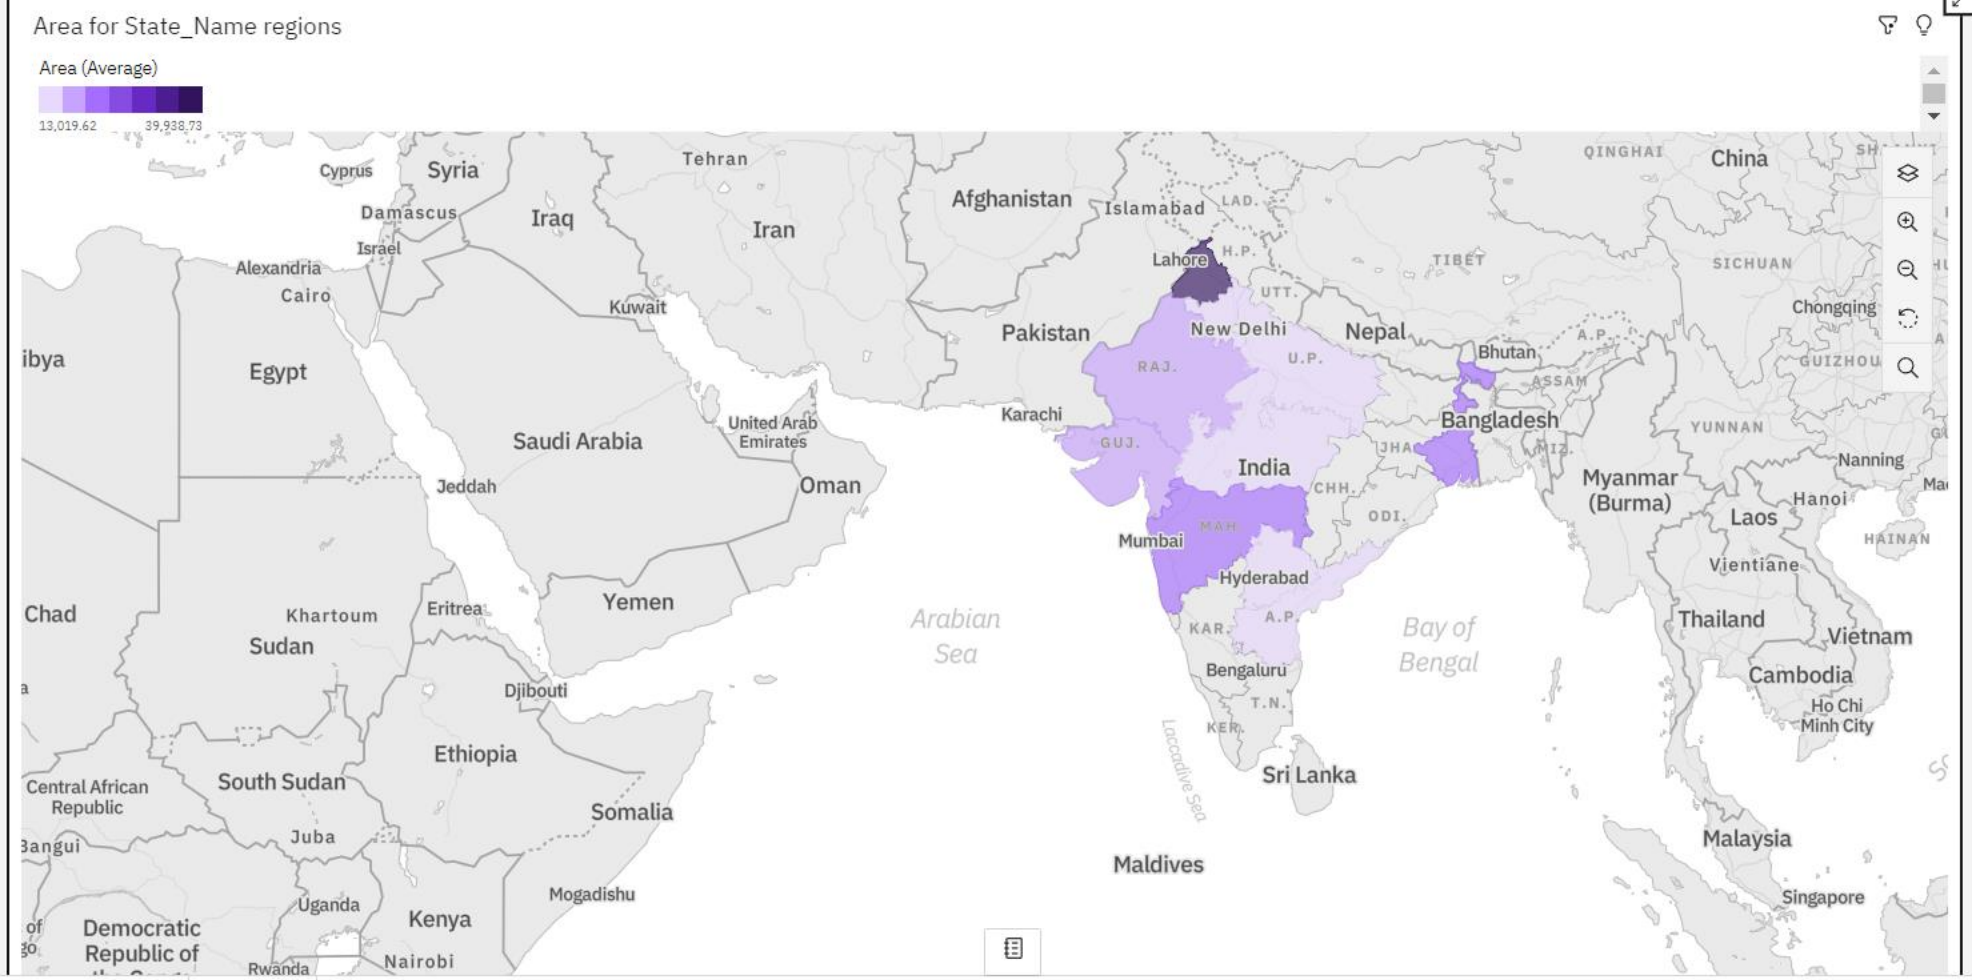 Area for State_Name regions
Area (Average)
13,019.62
39,938.73
Cyprus
Syria
Tehran
Afghanistan
Islamabad
LAD.
QINGHAI
China
Damascus
Iraq
Iran
Israel
Lahore
H.P.
TIBET
SICHUAN
Alexandria
Cairo
Kuwait
UTT.
Chongqing
Pakistan
New Delhi
Nepal
A.P.
ibya
Egypt
RAJ.
U.P.
Bhutan
GUIZHOU
ASSAM
Karachi
Saudi Arabia
United Arab
Emirates
GUJ.
Bangladesh
YUNNAN
JHA
MIZ.
India
Nanning
Jeddah
Oman
CHH.
Myanmar
(Burma)
Hanoi
Laos
MAH
ODI.
HAINAN
Mumbai
Vientiane
Hyderabad
Chad
Khartoum
Eritrea
Yemen
Arabian
Sea
A.P.
KAR.
Bay of
Bengal
Thailand
Vietnam
Sudan
Bengaluru
Cambodia
Djibouti
T.N.
Ho Chi
Minh City
KER.
Laccadive Sea
Ethiopia
Sri Lanka
Central African
Republic
South Sudan
Somalia
Juba
Malaysia
Bangui
Maldives
Mogadishu
Singapore
Uganda
Kenya
of
Democratic
Republic of
Nairobi
Rwanda